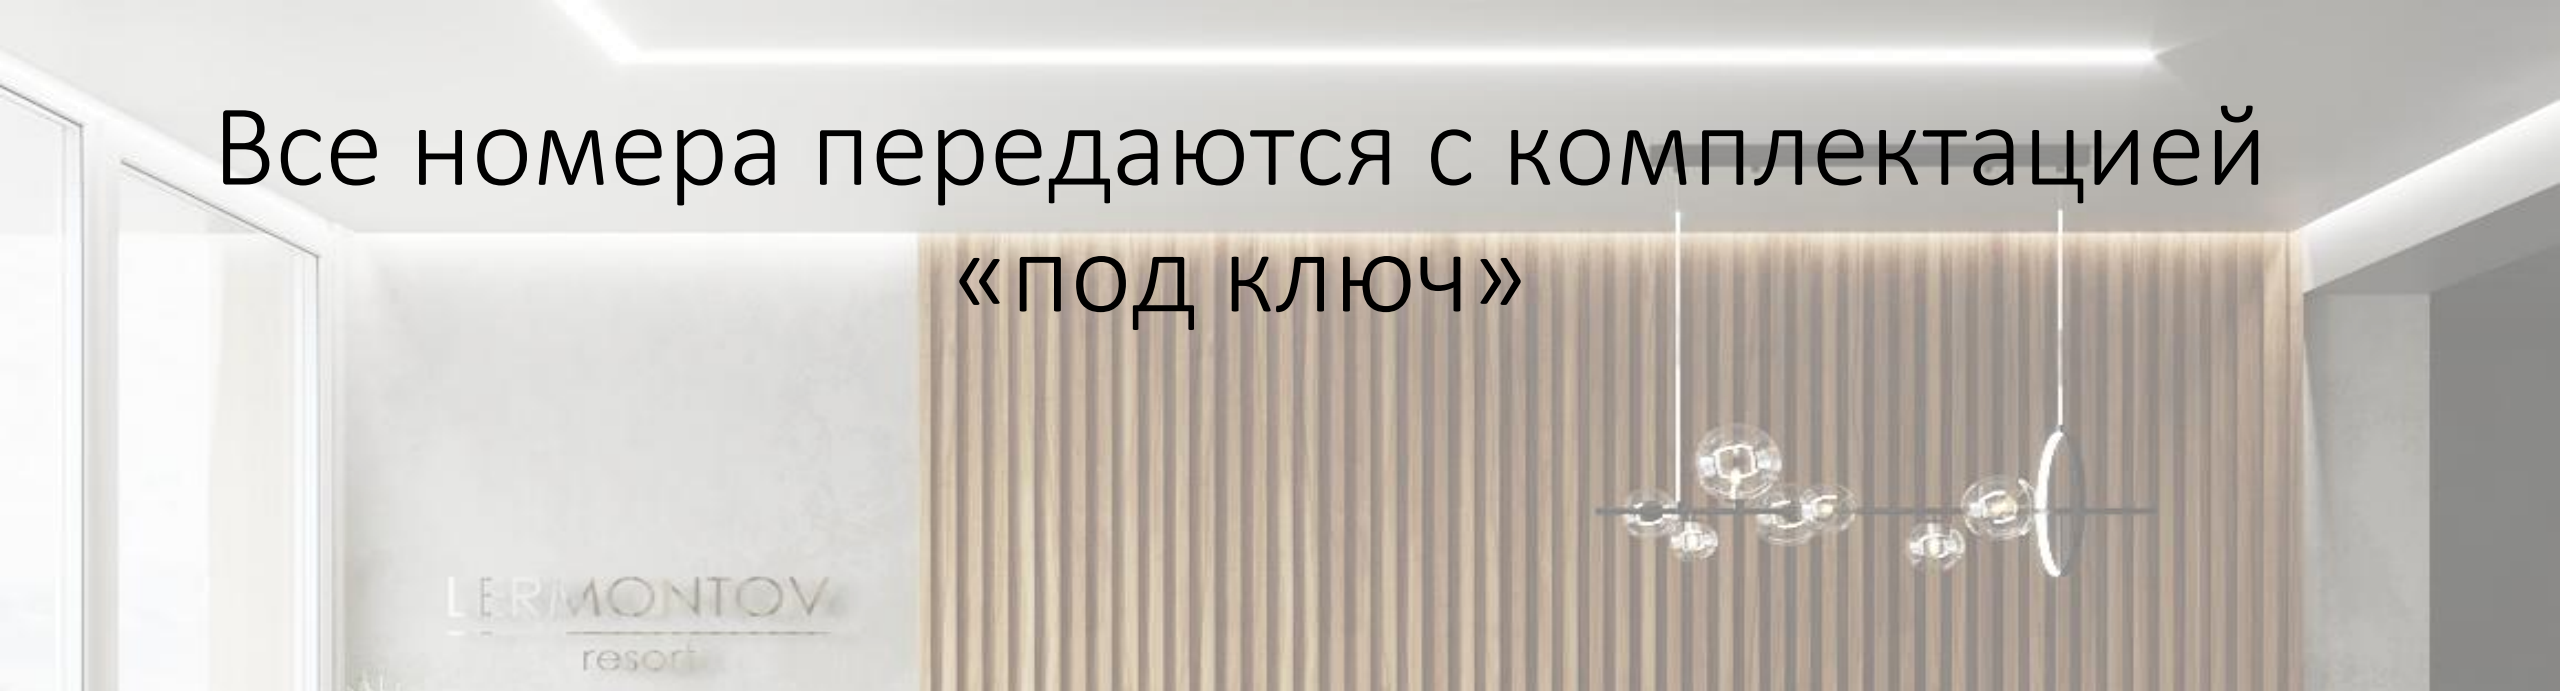 Все номера передаются с комплектацией
«под ключ»
LERMONTOV
resort